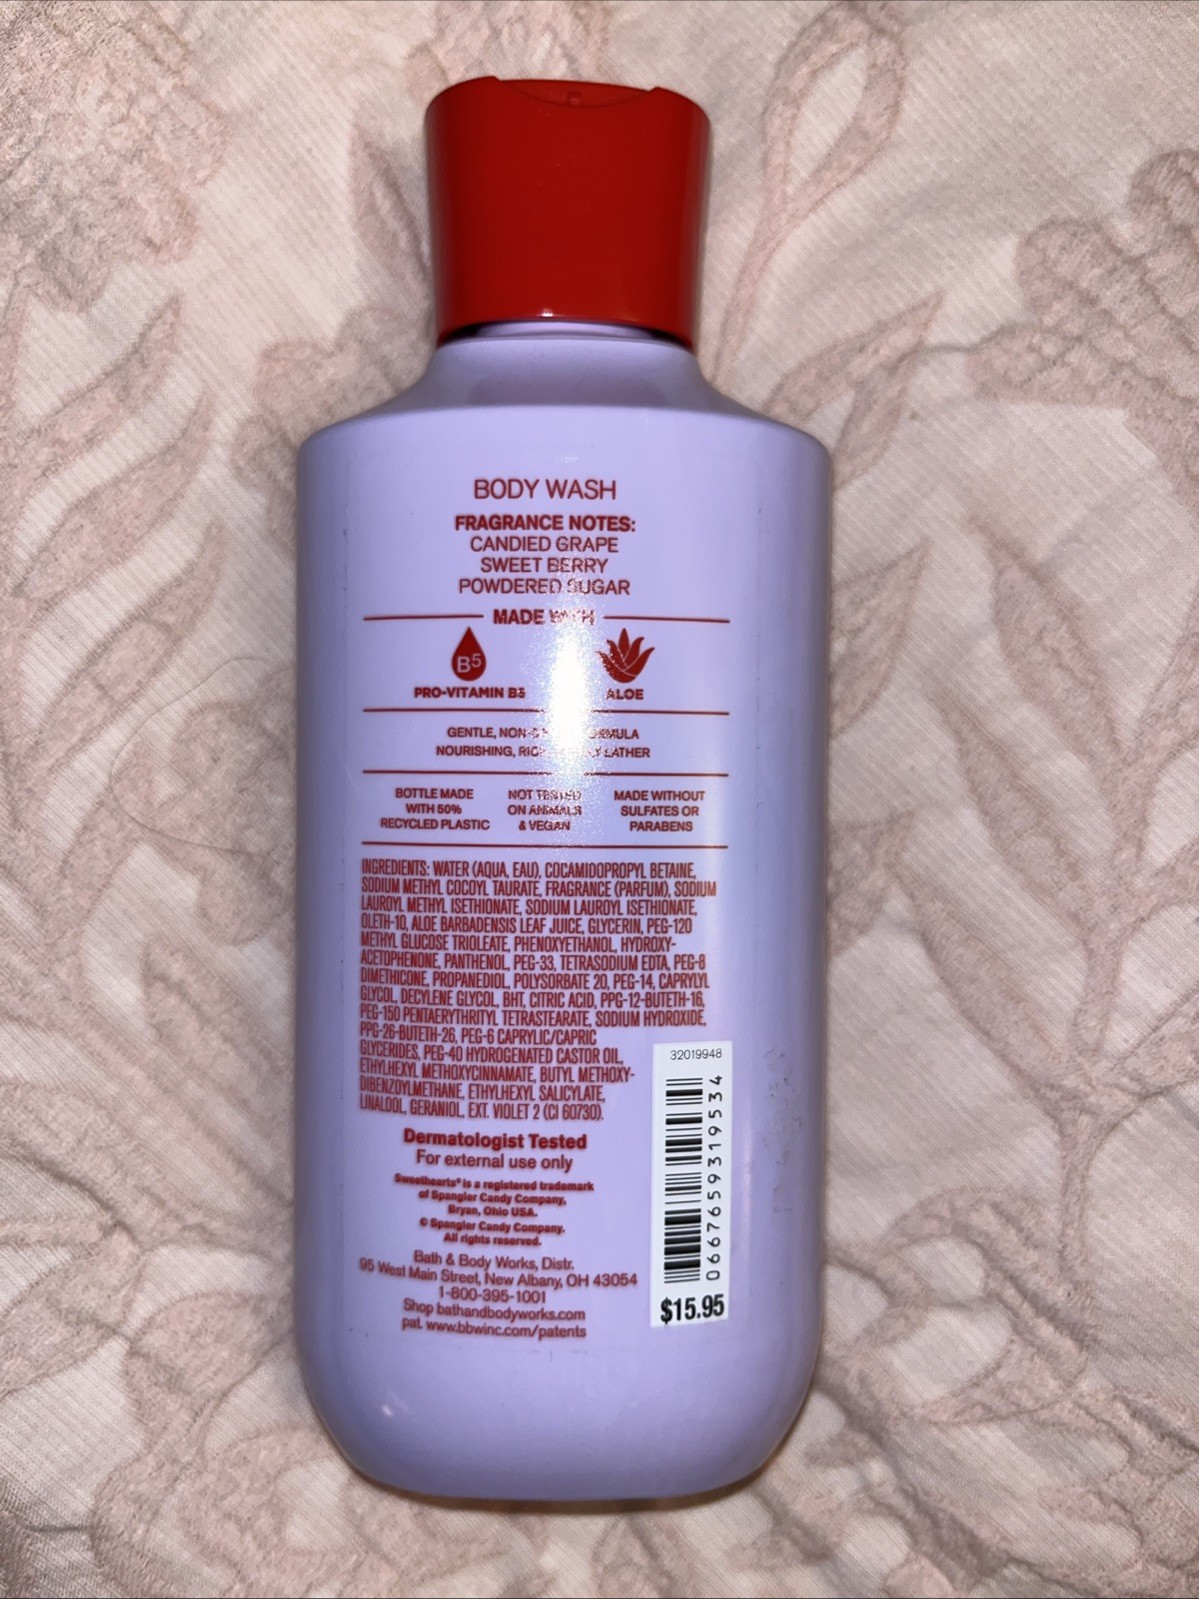 BODY WASH
FRAGRANCE NOTES:
CANDIED GRAPE
SWEET BERRY
POWDERED SUGAR
MADE WITH
B5
PRO-VITAMIN B5
ALOE
GENTLE, FORMULA
NOURISHING, LATHER
BOTTLE MADE
WITH 50%
RECYCLED PLASTIC
NOT TESTED
ON ANIMALS
& VEGAN
MADE WITHOUT
SULFATES OR
PARABENS
INGREDIENTS: WATER (AQUA, EAU), COCAMIDOPROPYL BETAINE,
SODIUM METHYL COCOYL TAURATE, FRAGRANCE (PARFUM), SODIUM
LAUROYL METHYL ISETHIONATE, SODIUM LAUROYL ISETHIONATE,
OLETH-10, ALOE BARBADENSIS LEAF JUICE, GLYCERIN, PEG-120
METHYL GLUCOSE TRIOLEATE, PHENOXYETHANOL, HYDROXY-
ACETOPHENONE, PANTHENOL, PEG-33, TETRASODIUM EDTA, PEG-8
DIMETHICONE, PROPANEDIOL, POLYSORBATE 20, PEG-14, CAPRYLYL
GLYCOL, DECYLENE GLYCOL, BHT, CITRIC ACID, PPG-12-BUTETH-16,
PEG-150 PENTAERYTHRITYL TETRASTEARATE, SODIUM HYDROXIDE,
PPG-26-BUTETH-26, PEG-6 CAPRYLIC/CAPRIC
GLYCERIDES, PEG-40 HYDROGENATED CASTOR OIL,
ETHYLHEXYL METHOXYCINNAMATE, BUTYL METHOXY-
DIBENZOYLMETHANE, ETHYLHEXYL SALICYLATE,
LINALOOL, GERANIOL, EXT. VIOLET 2 (CI 60730).
Dermatologist Tested
For external use only
Sweethearts® is a registered trademark
of Spangler Candy Company,
Bryan, Ohio USA.
© Spangler Candy Company.
All rights reserved.
Bath & Body Works, Distr.
95 West Main Street, New Albany, OH 43054
1-800-395-1001
Shop bathandbodyworks.com
pat. www.bbwinc.com/patents
32019948
0667659319534
$15.95